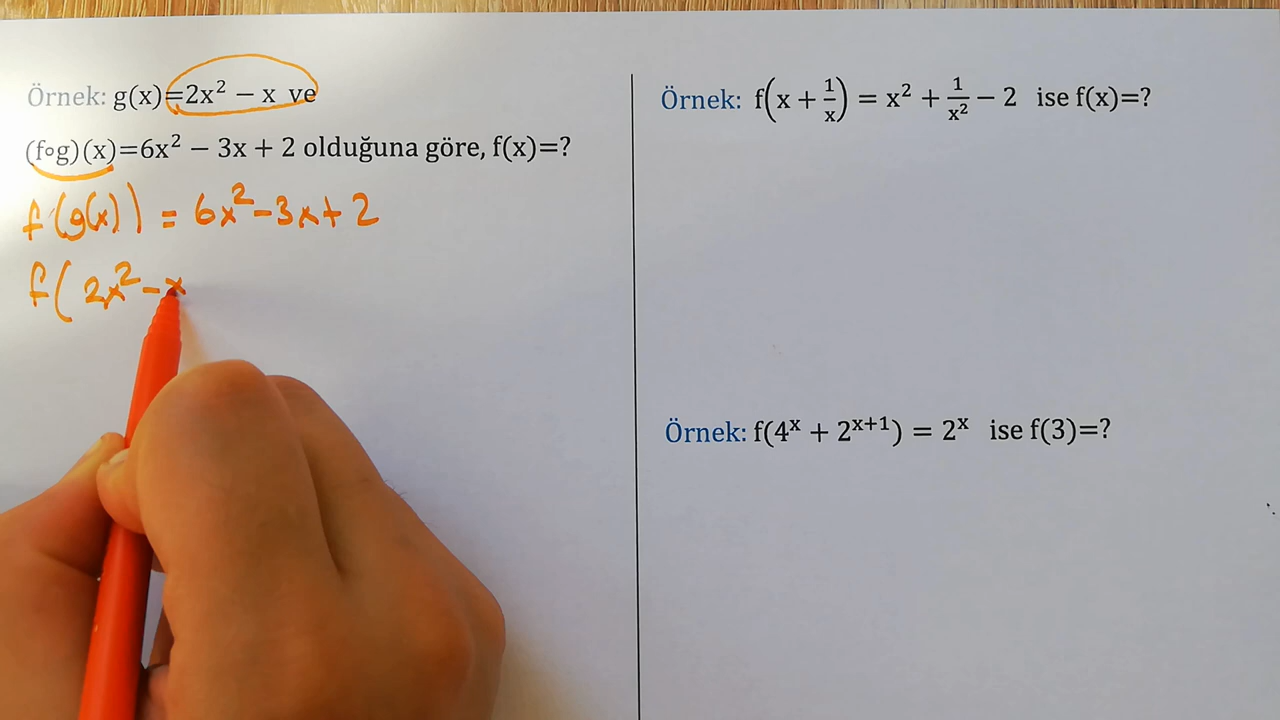 Örnek: g(x)=2x² − x ve
(f∘g)(x)=6x² − 3x + 2 olduğuna göre, f(x)=?
f(g(x)) = 6x²-3x+2
f( 2x²-x
Örnek: f(x + 1/x) = x² + 1/x² − 2 ise f(x)=?
Örnek: f(4ˣ + 2ˣ⁺¹) = 2ˣ ise f(3)=?